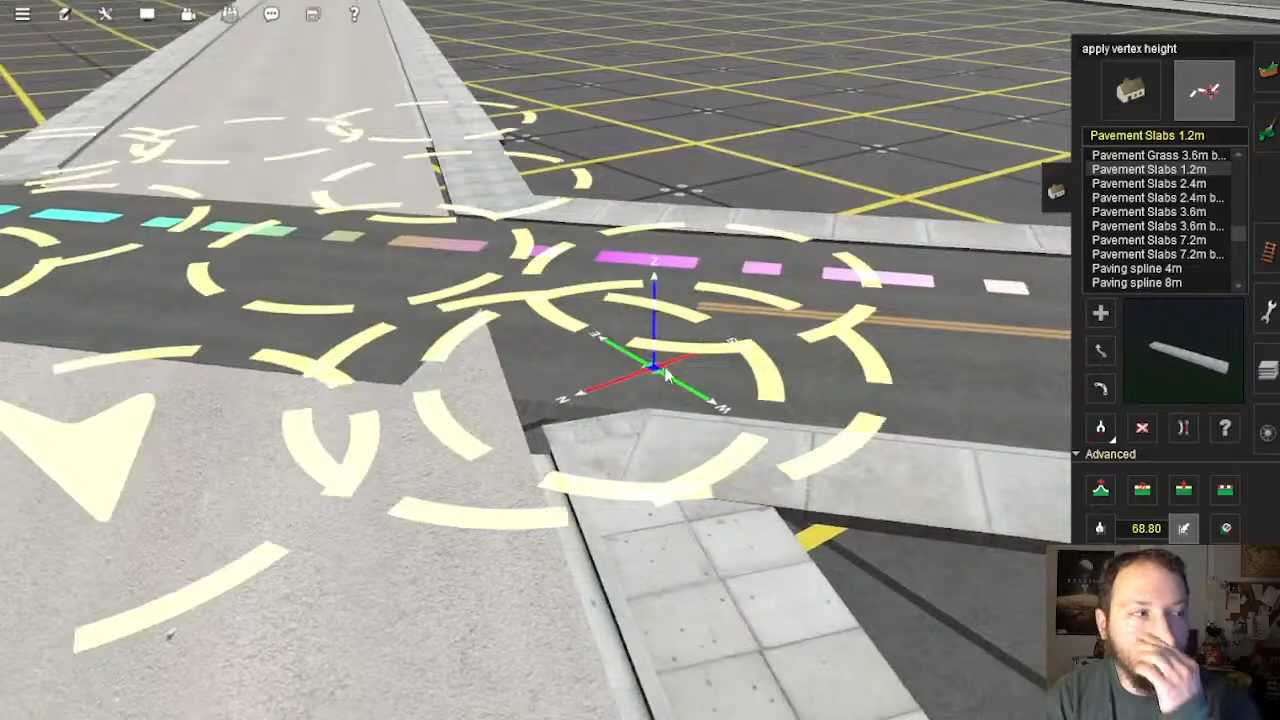 apply vertex height
Pavement Slabs 1.2m
Pavement Grass 3.6m b...
Pavement Slabs 1.2m
Pavement Slabs 2.4m
Pavement Slabs 2.4m b...
Pavement Slabs 3.6m
Pavement Slabs 3.6m b...
Pavement Slabs 7.2m
Pavement Slabs 7.2m b...
Paving spline 4m
Paving spline 8m
Z
N
W
Advanced
68.80